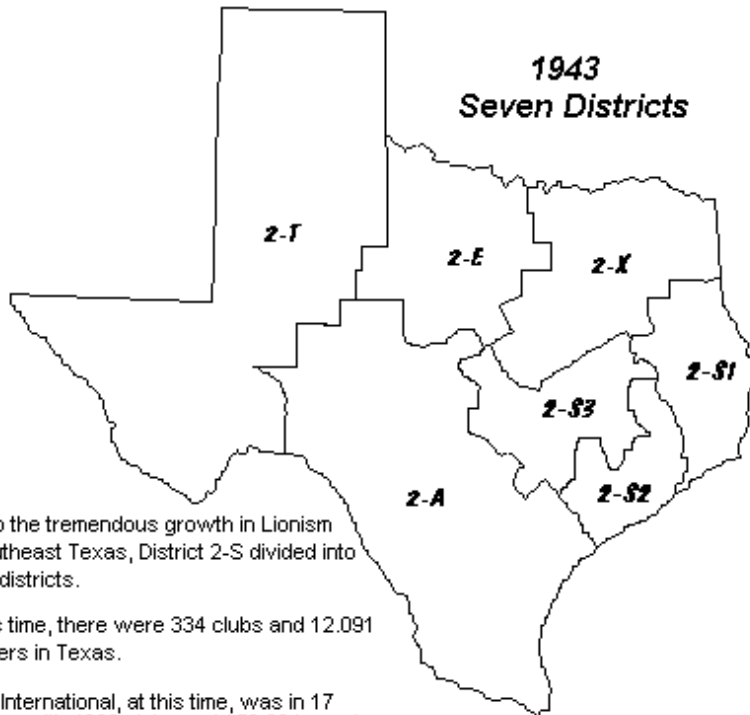 1943
Seven Districts
2-T
2-E
2-X
2-S1
2-S3
2-A
2-S2
the tremendous growth in Lionism
theast Texas, District 2-S divided into
districts.
time, there were 334 clubs and 12.091
ers in Texas.
International, at this time, was in 17